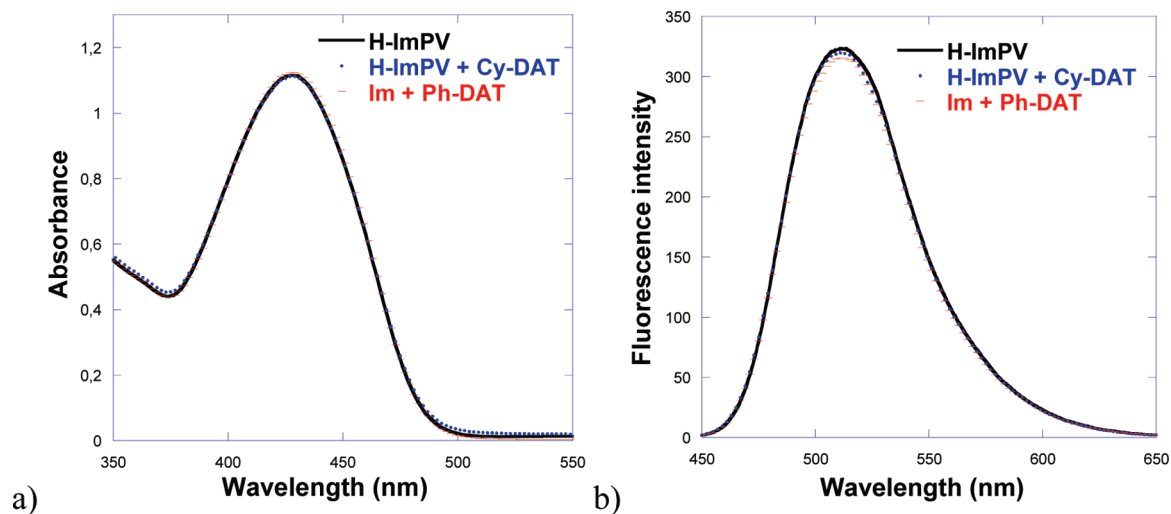 H-ImPV
H-ImPV + Cy-DAT
Im + Ph-DAT
1,2
1
0,8
0,6
0,4
0,2
0
Absorbance
350 400 450 500 550
Wavelength (nm)
a)
H-ImPV
H-ImPV + Cy-DAT
Im + Ph-DAT
350
300
250
200
150
100
50
0
Fluorescence intensity
450 500 550 600 650
Wavelength (nm)
b)